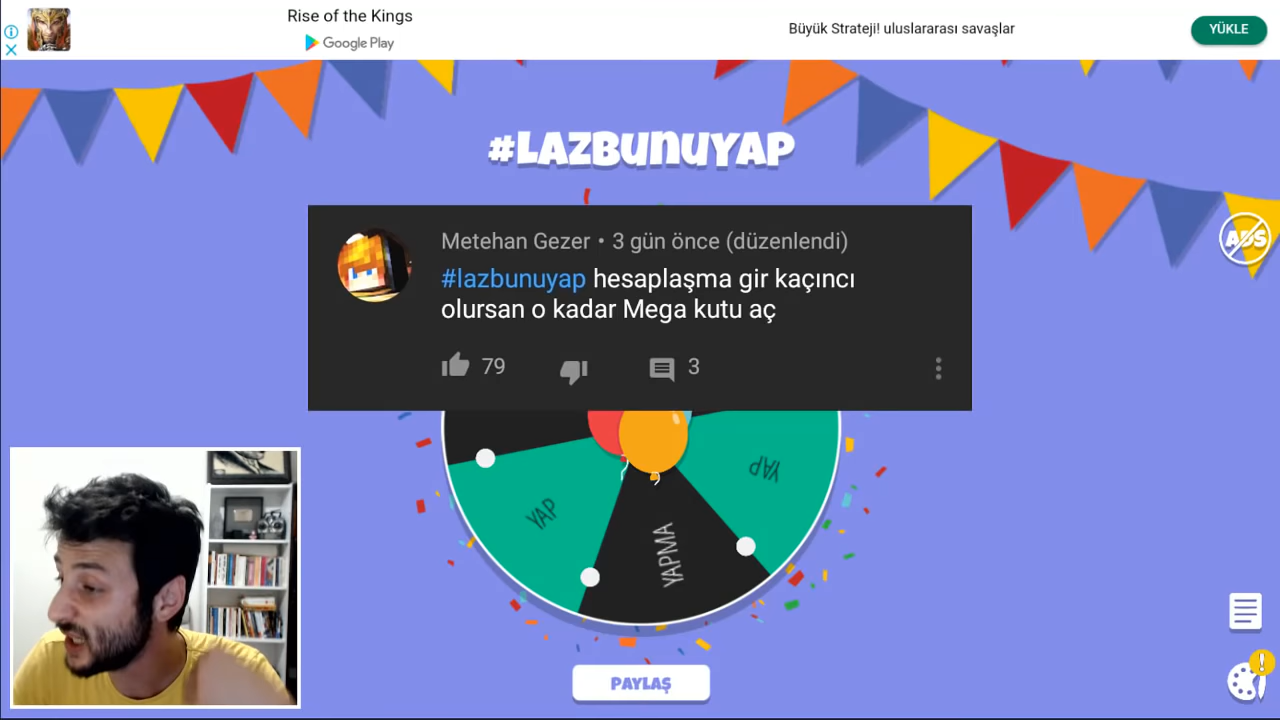 Rise of the Kings
Google Play
Büyük Strateji! uluslararası savaşlar
YÜKLE
#LAZBUNUYAP
ADS
Metehan Gezer • 3 gün önce (düzenlendi)
#lazbunuyap hesaplaşma gir kaçıncı
olursan o kadar Mega kutu aç
79
3
YAP
YAPMA
YAP
PAYLAŞ